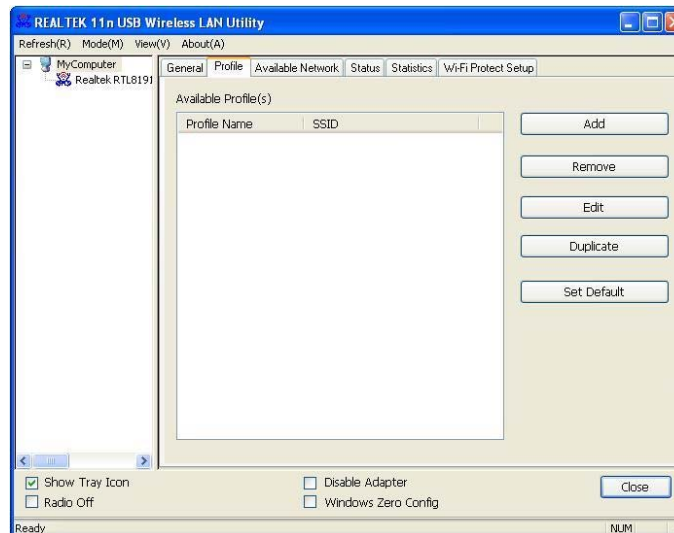 REALTEK 11n USB Wireless LAN Utility
Refresh(R) Mode(M) View(V) About(A)
MyComputer
Realtek RTL8191
General Profile Available Network Status Statistics Wi-Fi Protect Setup
Available Profile(s)
Profile Name SSID
Add
Remove
Edit
Duplicate
Set Default
Show Tray Icon
Radio Off
Disable Adapter
Windows Zero Config
Close
Ready
NUM